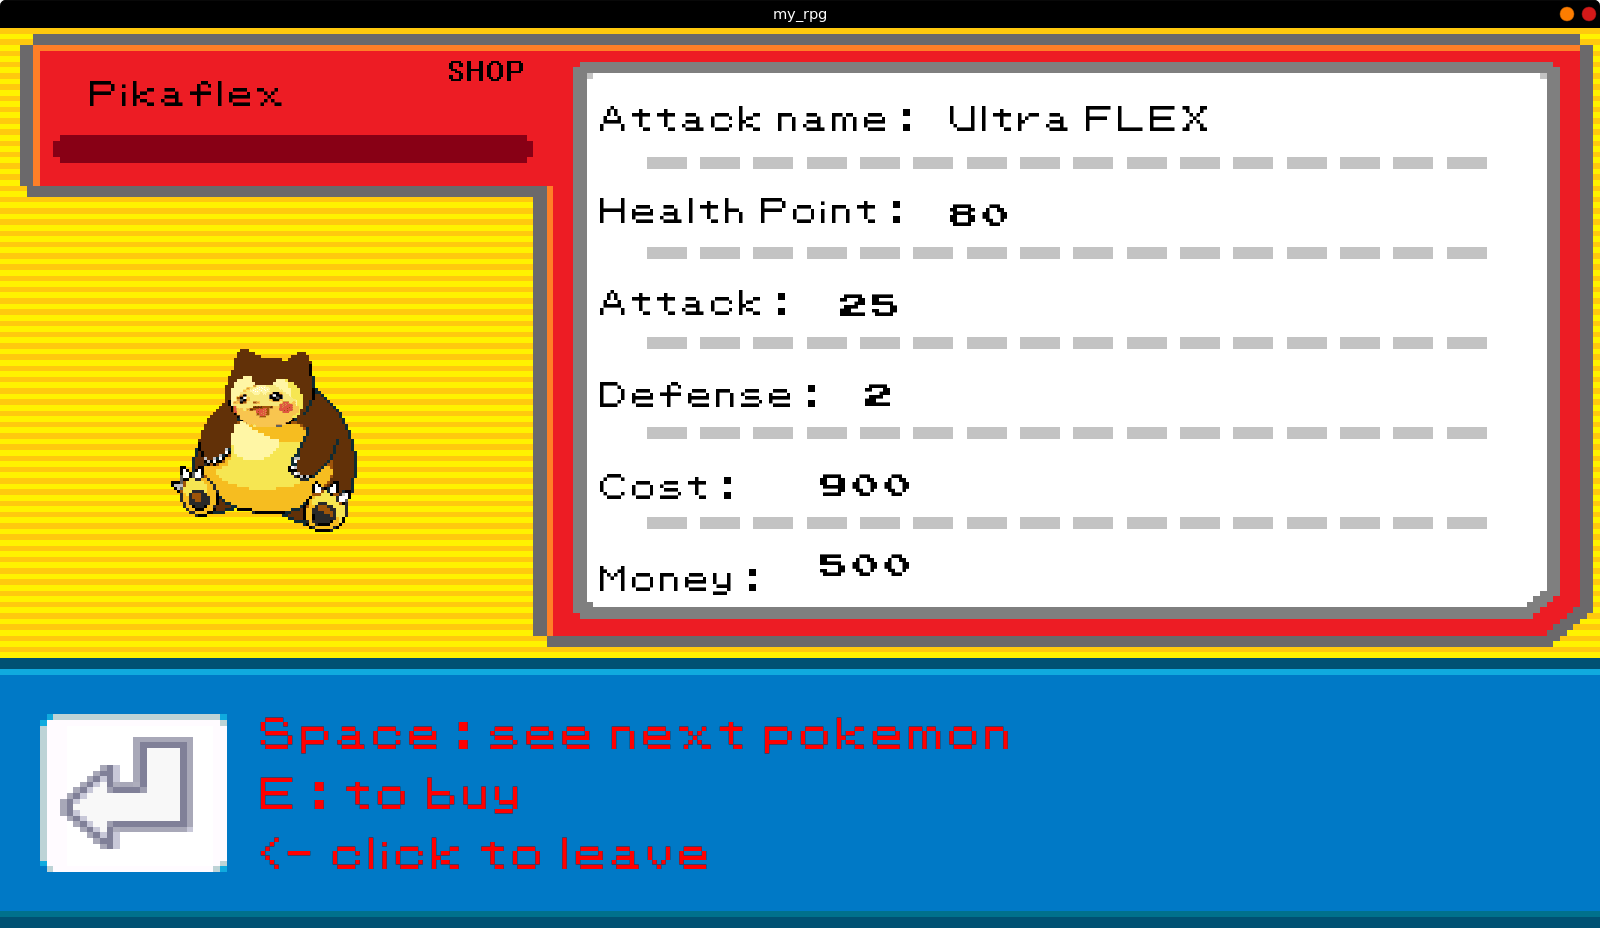 my_rpg
SHOP
Pikaflex
Attack name: Ultra FLEX
Health Point: 80
Attack: 25
Defense: 2
Cost: 900
Money: 500
Space: see next pokemon
E: to buy
<- click to leave